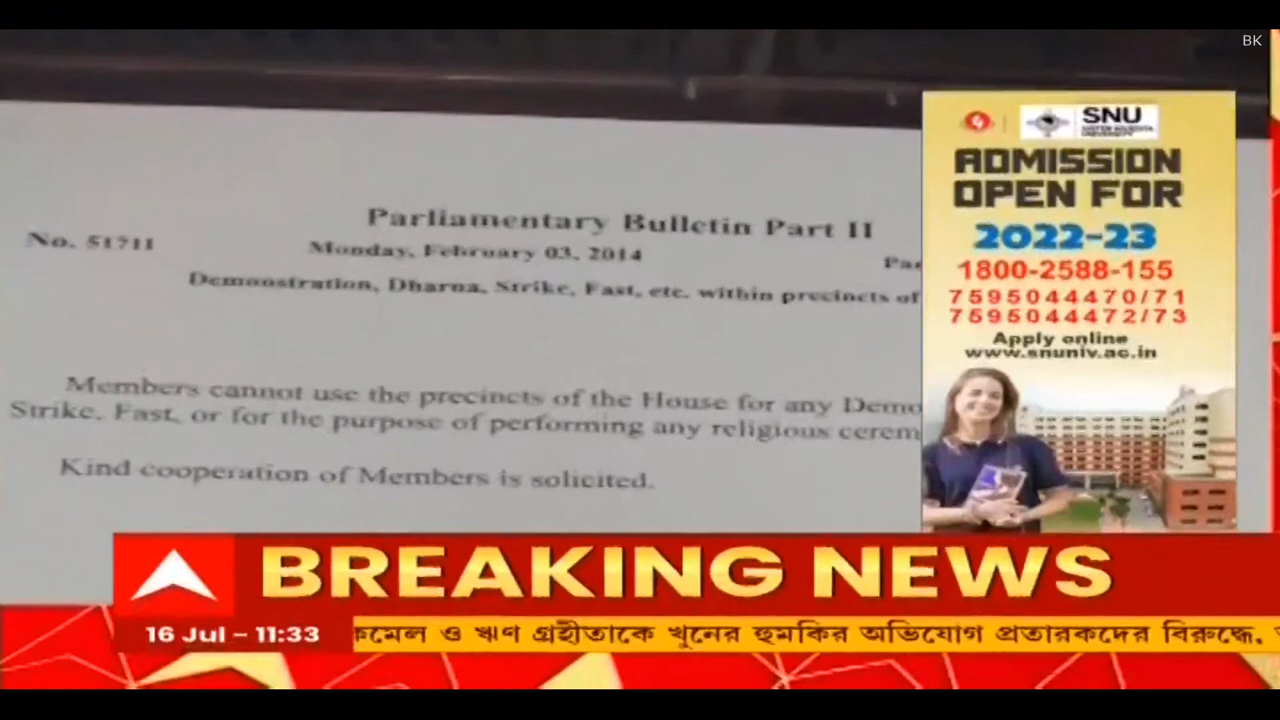 BK
Parliamentary Bulletin Part II
No. 51711
Monday, February 03, 2014
Demonstration, Dharna, Strike, Fast, etc. within precincts of
Members cannot use the precincts of the House for any Demo
Strike, Fast, or for the purpose of performing any religious cerem
Kind cooperation of Members is solicited.
SNU
UNIVERSITY
ADMISSION
OPEN FOR
2022-23
1800-2588-155
7595044470/71
7595044472/73
Apply online
www.snuniv.ac.in
BREAKING NEWS
16 Jul - 11:33
ও ঋণ গ্রহীতাকে খুনের হুমকির অভিযোগ প্রতারকদের বিরুদ্ধে,